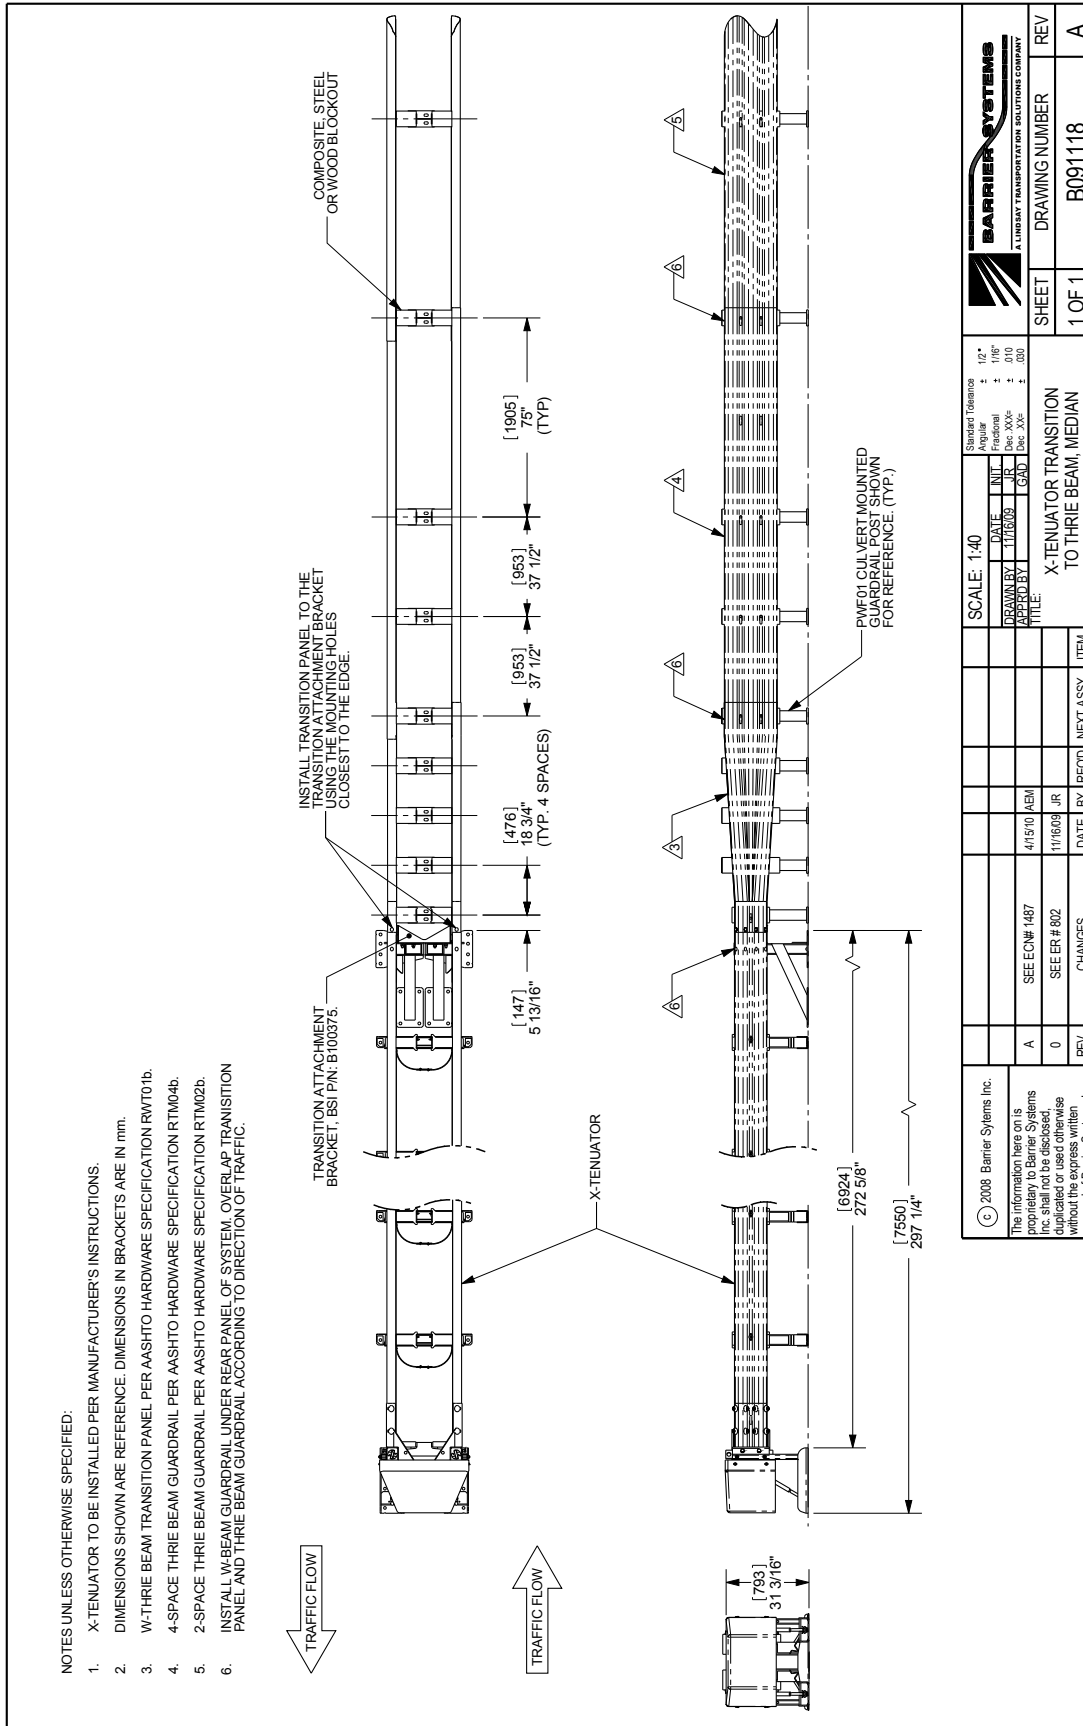 NOTES UNLESS OTHERWISE SPECIFIED:
1. X-TENUATOR TO BE INSTALLED PER MANUFACTURER'S INSTRUCTIONS.
2. DIMENSIONS SHOWN ARE REFERENCE. DIMENSIONS IN BRACKETS ARE IN mm.
3. W-THRIE BEAM TRANSITION PANEL PER AASHTO HARDWARE SPECIFICATION RWT01b.
4. 4-SPACE THRIE BEAM GUARDRAIL PER AASHTO HARDWARE SPECIFICATION RTM04b.
5. 2-SPACE THRIE BEAM GUARDRAIL PER AASHTO HARDWARE SPECIFICATION RTM02b.
6. INSTALL W-BEAM GUARDRAIL UNDER REAR PANEL OF SYSTEM. OVERLAP TRANISITION
PANEL AND THRIE BEAM GUARDRAIL ACCORDING TO DIRECTION OF TRAFFIC.
TRAFFIC FLOW
TRAFFIC FLOW
TRANSITION ATTACHMENT
BRACKET, BSI P/N: B100375.
INSTALL TRANSITION PANEL TO THE
TRANSITION ATTACHMENT BRACKET
USING THE MOUNTING HOLES
CLOSEST TO THE EDGE.
COMPOSITE, STEEL
OR WOOD BLOCKOUT
[147]
5 13/16"
[476]
18 3/4"
(TYP. 4 SPACES)
[953]
37 1/2"
[953]
37 1/2"
[1905]
75"
(TYP)
X-TENUATOR
6
3
6
4
6
5
PWF01 CULVERT MOUNTED
GUARDRAIL POST SHOWN
FOR REFERENCE. (TYP.)
[793]
31 3/16"
[6924]
272 5/8"
[7550]
297 1/4"
c 2008 Barrier Sytems Inc.
The information here on is
proprietary to Barrier Systems
Inc. shall not be disclosed,
duplicated or used otherwise
without the express written
A SEE ECN# 1487 4/15/10 AEM
0 SEE ER # 802 11/16/09 JR
REV CHANGES DATE BY REQ'D NEXT ASSY ITEM
SCALE: 1:40
DATE INIT.
DRAWN BY 11/16/09 JR
APPR'D BY GAD
Standard Tolerance
Angular ± 1/2°
Fractional ± 1/16"
Dec .XXX= ± .010
Dec .XX= ± .030
TITLE:
X-TENUATOR TRANSITION
TO THRIE BEAM, MEDIAN
BARRIER SYSTEMS
A LINDSAY TRANSPORTATION SOLUTIONS COMPANY
SHEET DRAWING NUMBER REV
1 OF 1 B091118 A